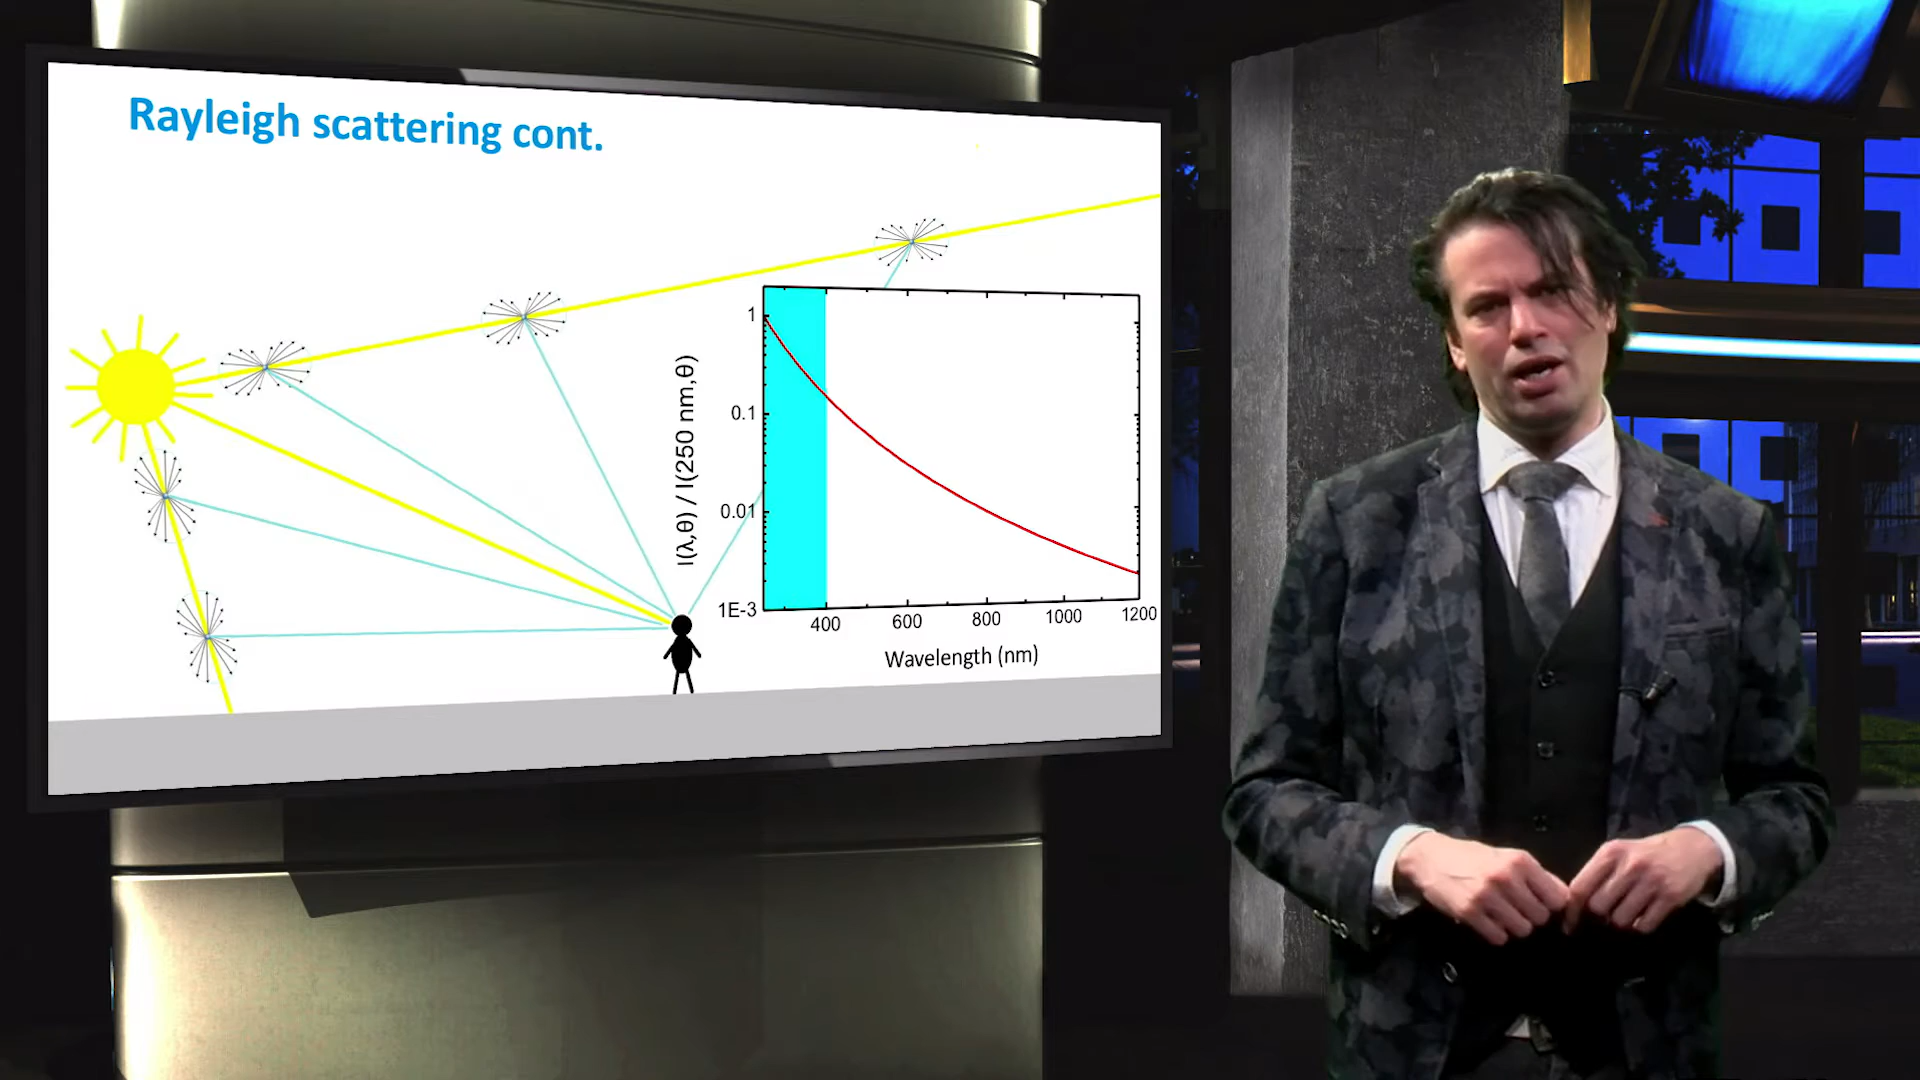 Rayleigh scattering cont.
I(λ,θ) / I(250 nm,θ)
1
0.1
0.01
1E-3
400 600 800 1000 1200
Wavelength (nm)